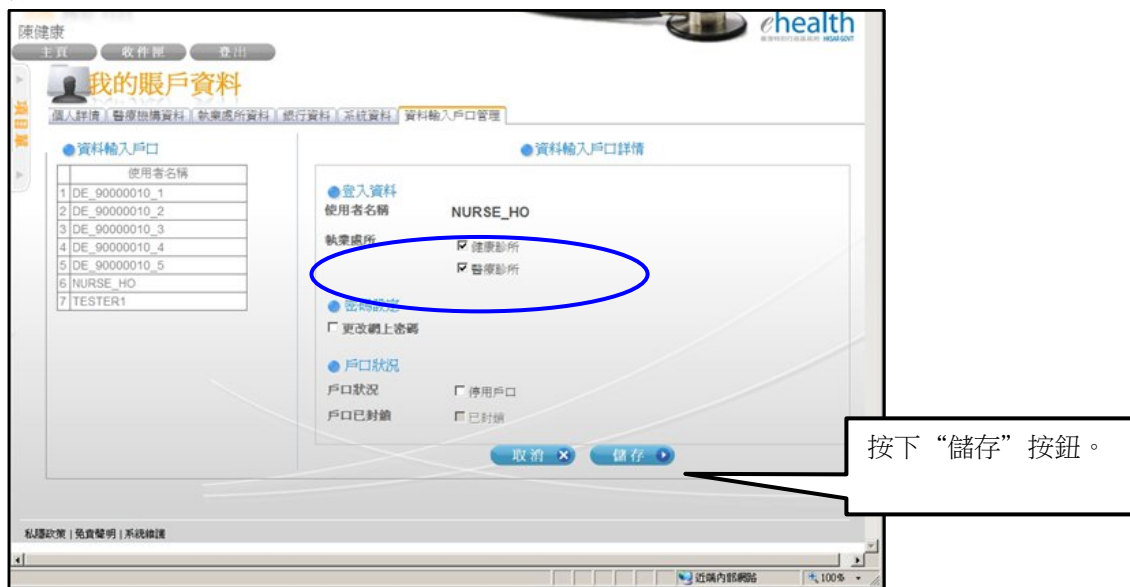 陳健康
ehealth
主頁 收件匣 登出
我的賬戶資料
項目單
個人詳情 醫療機構資料 執業處所資料 銀行資料 系統資料 資料輸入戶口管理
資料輸入戶口
使用者名稱
1 DE_90000010_1
2 DE_90000010_2
3 DE_90000010_3
4 DE_90000010_4
5 DE_90000010_5
6 NURSE_HO
7 TESTER1
資料輸入戶口詳情
登入資料
使用者名稱 NURSE_HO
執業處所 健康診所
醫療診所
密碼設定
更改網上密碼
戶口狀況
戶口狀況 停用戶口
戶口已封鎖 已封鎖
取消 儲存
按下“儲存”按鈕。
私隱政策 | 免責聲明 | 系統維護
近端內部網路 100%